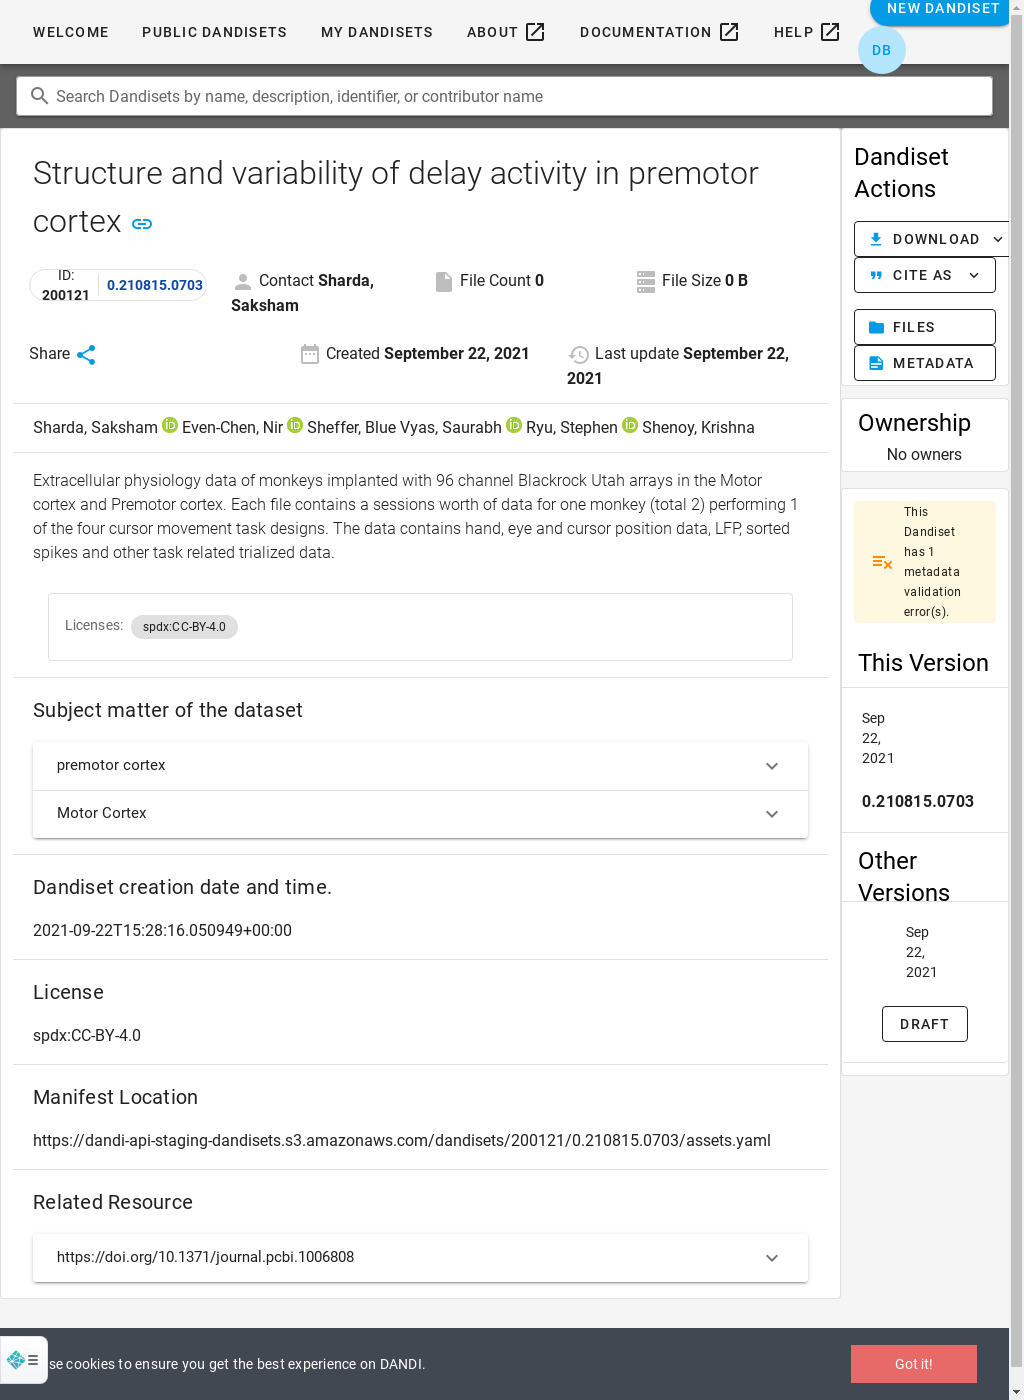 WELCOME PUBLIC DANDISETS MY DANDISETS ABOUT DOCUMENTATION HELP NEW DANDISET
DB
Search Dandisets by name, description, identifier, or contributor name
Structure and variability of delay activity in premotor
cortex
ID:
200121
0.210815.0703
Contact Sharda,
Saksham
File Count 0
File Size 0 B
Share
Created September 22, 2021
Last update September 22,
2021
Sharda, Saksham Even-Chen, Nir Sheffer, Blue Vyas, Saurabh Ryu, Stephen Shenoy, Krishna
Extracellular physiology data of monkeys implanted with 96 channel Blackrock Utah arrays in the Motor
cortex and Premotor cortex. Each file contains a sessions worth of data for one monkey (total 2) performing 1
of the four cursor movement task designs. The data contains hand, eye and cursor position data, LFP, sorted
spikes and other task related trialized data.
Licenses: spdx:CC-BY-4.0
Subject matter of the dataset
premotor cortex
Motor Cortex
Dandiset creation date and time.
2021-09-22T15:28:16.050949+00:00
License
spdx:CC-BY-4.0
Manifest Location
https://dandi-api-staging-dandisets.s3.amazonaws.com/dandisets/200121/0.210815.0703/assets.yaml
Related Resource
https://doi.org/10.1371/journal.pcbi.1006808
Dandiset
Actions
DOWNLOAD
CITE AS
FILES
METADATA
Ownership
No owners
This
Dandiset
has 1
metadata
validation
error(s).
This Version
Sep
22,
2021
0.210815.0703
Other
Versions
Sep
22,
2021
DRAFT
se cookies to ensure you get the best experience on DANDI.
Got it!